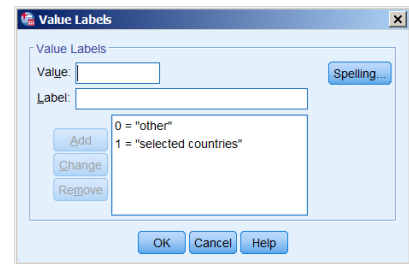 Value Labels
Value Labels
Value:
Spelling...
Label:
0 = "other"
1 = "selected countries"
Add
Change
Remove
OK Cancel Help